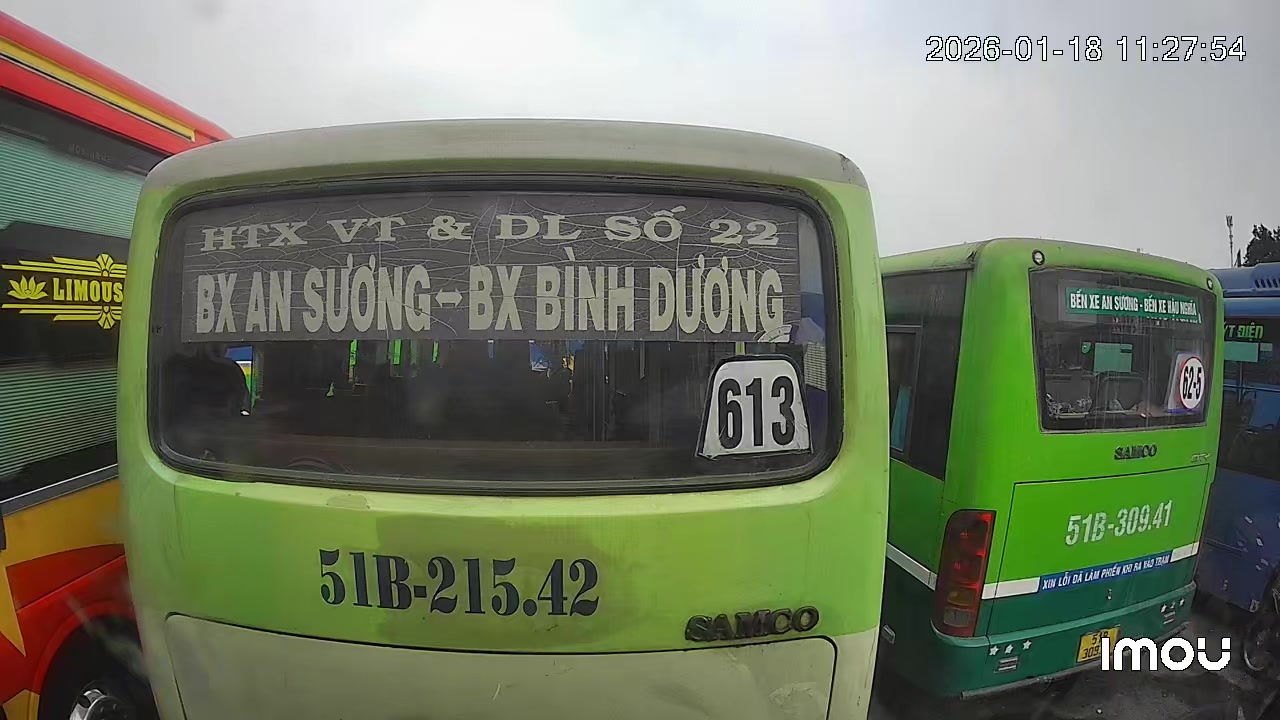 2026-01-18 11:27:54
LIMOUS
HTX VT & DL SỐ 22
BX AN SƯƠNG ↔ BX BÌNH DƯƠNG
613
51B-215.42
SAMCO
BẾN XE AN SƯƠNG - BẾN XE HẬU NGHĨA
62-5
SAMCO
51B-309.41
XIN LỖI ĐÃ LÀM PHIỀN KHI RA VÀO TRẠM
YT ĐIỆN
imou